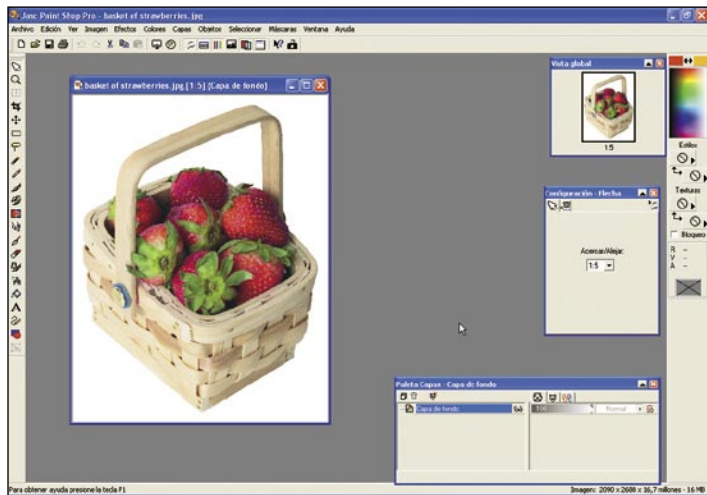 Jasc Paint Shop Pro - basket of strawberries.jpg
Archivo Edición Ver Imagen Efectos Colores Capas Objetos Seleccionar Máscaras Ventana Ayuda
basket of strawberries.jpg [1:5] (Capa de fondo)
Vista global
1:5
Estilos
Texturas
Bloqueo
R -
V -
A -
Configuración - Flecha
Acercar/Alejar:
1:5
Paleta Capas - Capa de fondo
Capa de fondo
100
Normal
Para obtener ayuda presione la tecla F1
Imagen: 2090 x 2688 x 16,7 millones - 16 MB